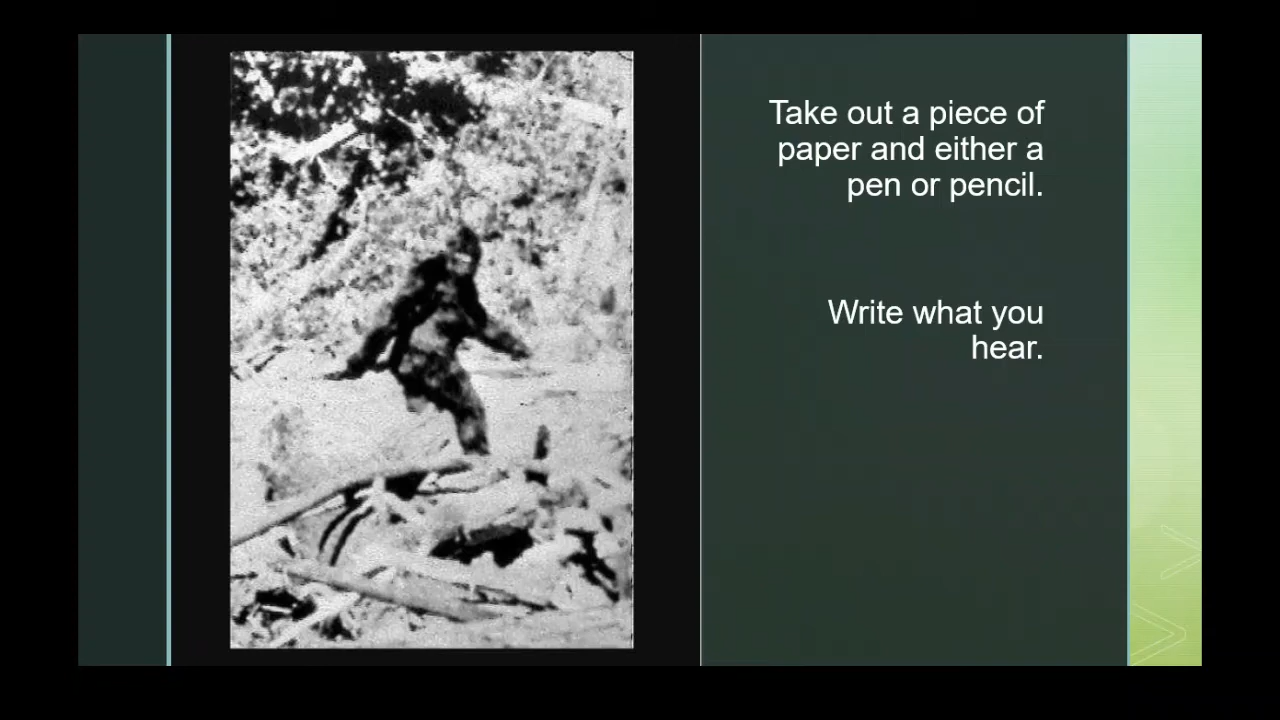 Take out a piece of
paper and either a
pen or pencil.
Write what you
hear.